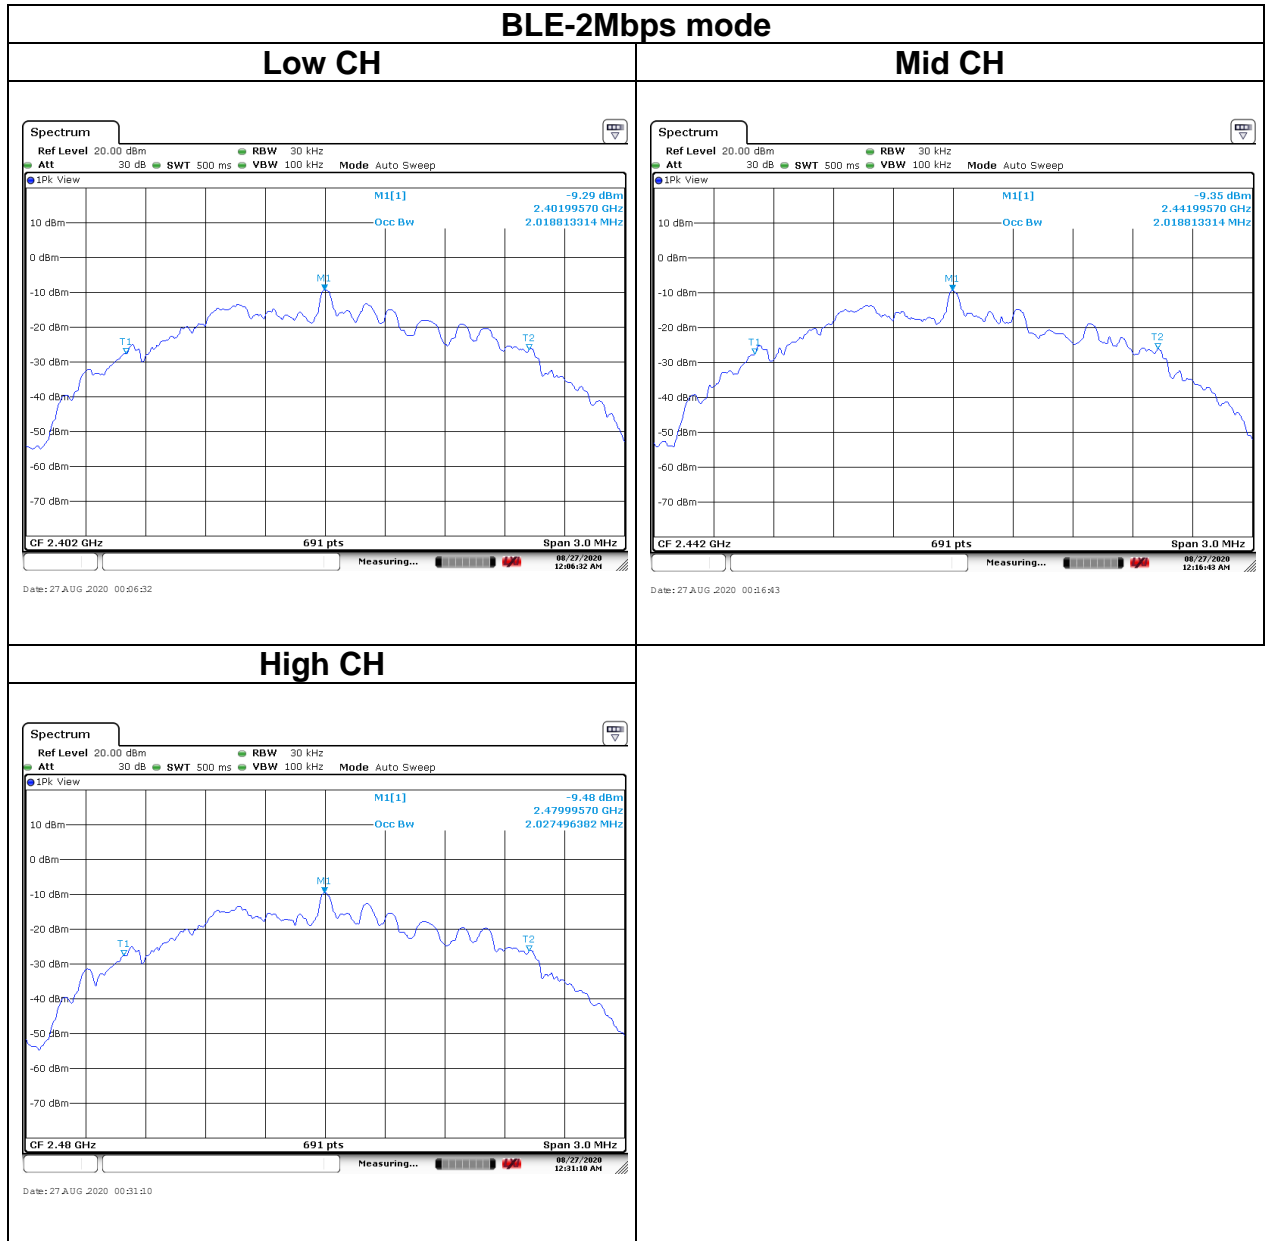 BLE-2Mbps mode
Low CH
Spectrum
Ref Level 20.00 dBm RBW 30 kHz
Att 30 dB SWT 500 ms VBW 100 kHz Mode Auto Sweep
1Pk View
M1[1] -9.29 dBm
2.40199570 GHz
Occ Bw 2.018813314 MHz
10 dBm
0 dBm
M1
-10 dBm
-20 dBm
T1
T2
-30 dBm
-40 dBm
-50 dBm
-60 dBm
-70 dBm
CF 2.402 GHz 691 pts Span 3.0 MHz
Measuring... 08/27/2020
12:06:32 AM
Date: 27.AUG.2020 00:06:32
Mid CH
Spectrum
Ref Level 20.00 dBm RBW 30 kHz
Att 30 dB SWT 500 ms VBW 100 kHz Mode Auto Sweep
1Pk View
M1[1] -9.35 dBm
2.44199570 GHz
Occ Bw 2.018813314 MHz
10 dBm
0 dBm
M1
-10 dBm
-20 dBm
T1
T2
-30 dBm
-40 dBm
-50 dBm
-60 dBm
-70 dBm
CF 2.442 GHz 691 pts Span 3.0 MHz
Measuring... 08/27/2020
12:16:43 AM
Date: 27.AUG.2020 00:16:43
High CH
Spectrum
Ref Level 20.00 dBm RBW 30 kHz
Att 30 dB SWT 500 ms VBW 100 kHz Mode Auto Sweep
1Pk View
M1[1] -9.48 dBm
2.47999570 GHz
Occ Bw 2.027496382 MHz
10 dBm
0 dBm
M1
-10 dBm
-20 dBm
T1
T2
-30 dBm
-40 dBm
-50 dBm
-60 dBm
-70 dBm
CF 2.48 GHz 691 pts Span 3.0 MHz
Measuring... 08/27/2020
12:31:10 AM
Date: 27.AUG.2020 00:31:10